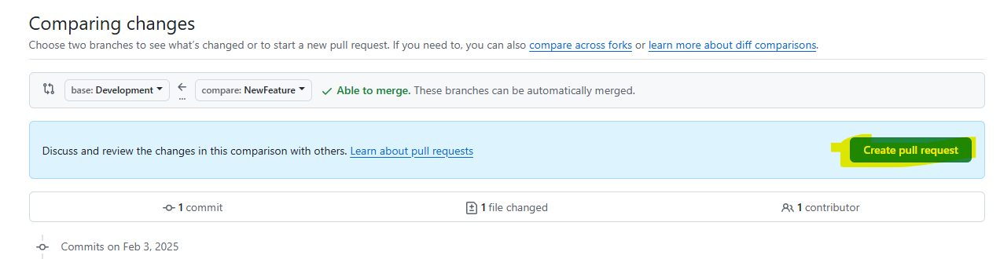 Comparing changes
Choose two branches to see what's changed or to start a new pull request. If you need to, you can also compare across forks or learn more about diff comparisons.
base: Development ← ... compare: NewFeature ✓ Able to merge. These branches can be automatically merged.
Discuss and review the changes in this comparison with others. Learn about pull requests Create pull request
1 commit 1 file changed 1 contributor
Commits on Feb 3, 2025